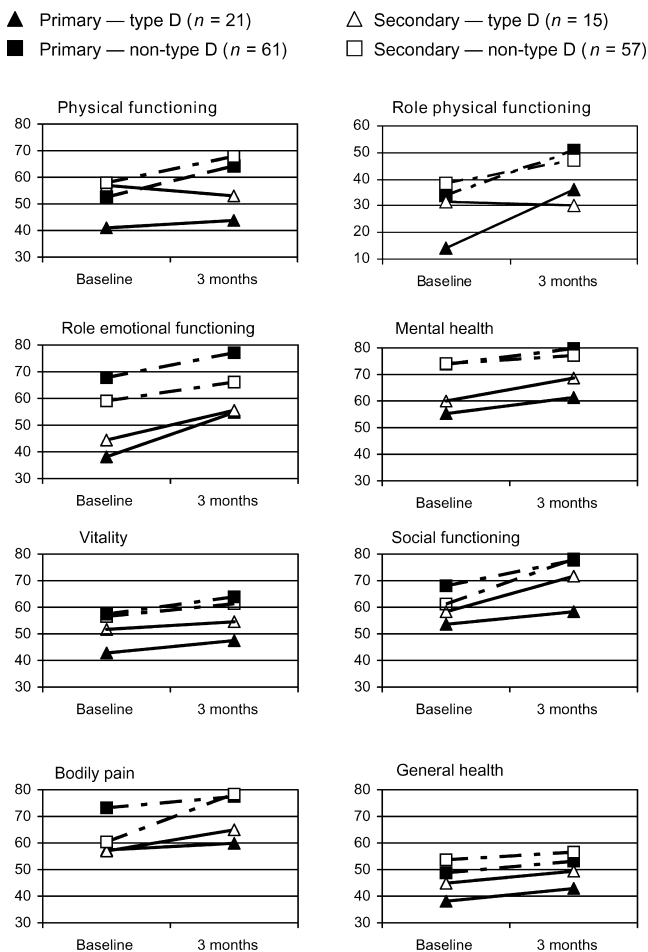 Primary — type D (n = 21)
Secondary — type D (n = 15)
Primary — non-type D (n = 61)
Secondary — non-type D (n = 57)
Physical functioning
80
70
60
50
40
30
Baseline 3 months
Role physical functioning
60
50
40
30
20
10
Baseline 3 months
Role emotional functioning
80
70
60
50
40
30
Baseline 3 months
Mental health
80
70
60
50
40
30
Baseline 3 months
Vitality
80
70
60
50
40
30
Baseline 3 months
Social functioning
80
70
60
50
40
30
Baseline 3 months
Bodily pain
80
70
60
50
40
30
Baseline 3 months
General health
80
70
60
50
40
30
Baseline 3 months